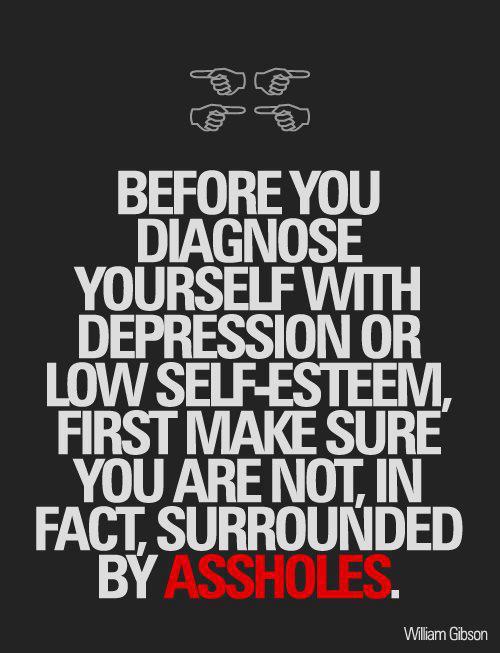 BEFORE YOU
DIAGNOSE
YOURSELF WITH
DEPRESSION OR
LOW SELF-ESTEEM,
FIRST MAKE SURE
YOU ARE NOT, IN
FACT, SURROUNDED
BY ASSHOLES.
William Gibson